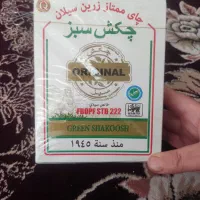 چای ممتاز زرین سیلان
چکش سبز
ORIGINAL
FBOPF STD 222
GREEN SHAKOOSH
منذ سنة ١٩٤٥